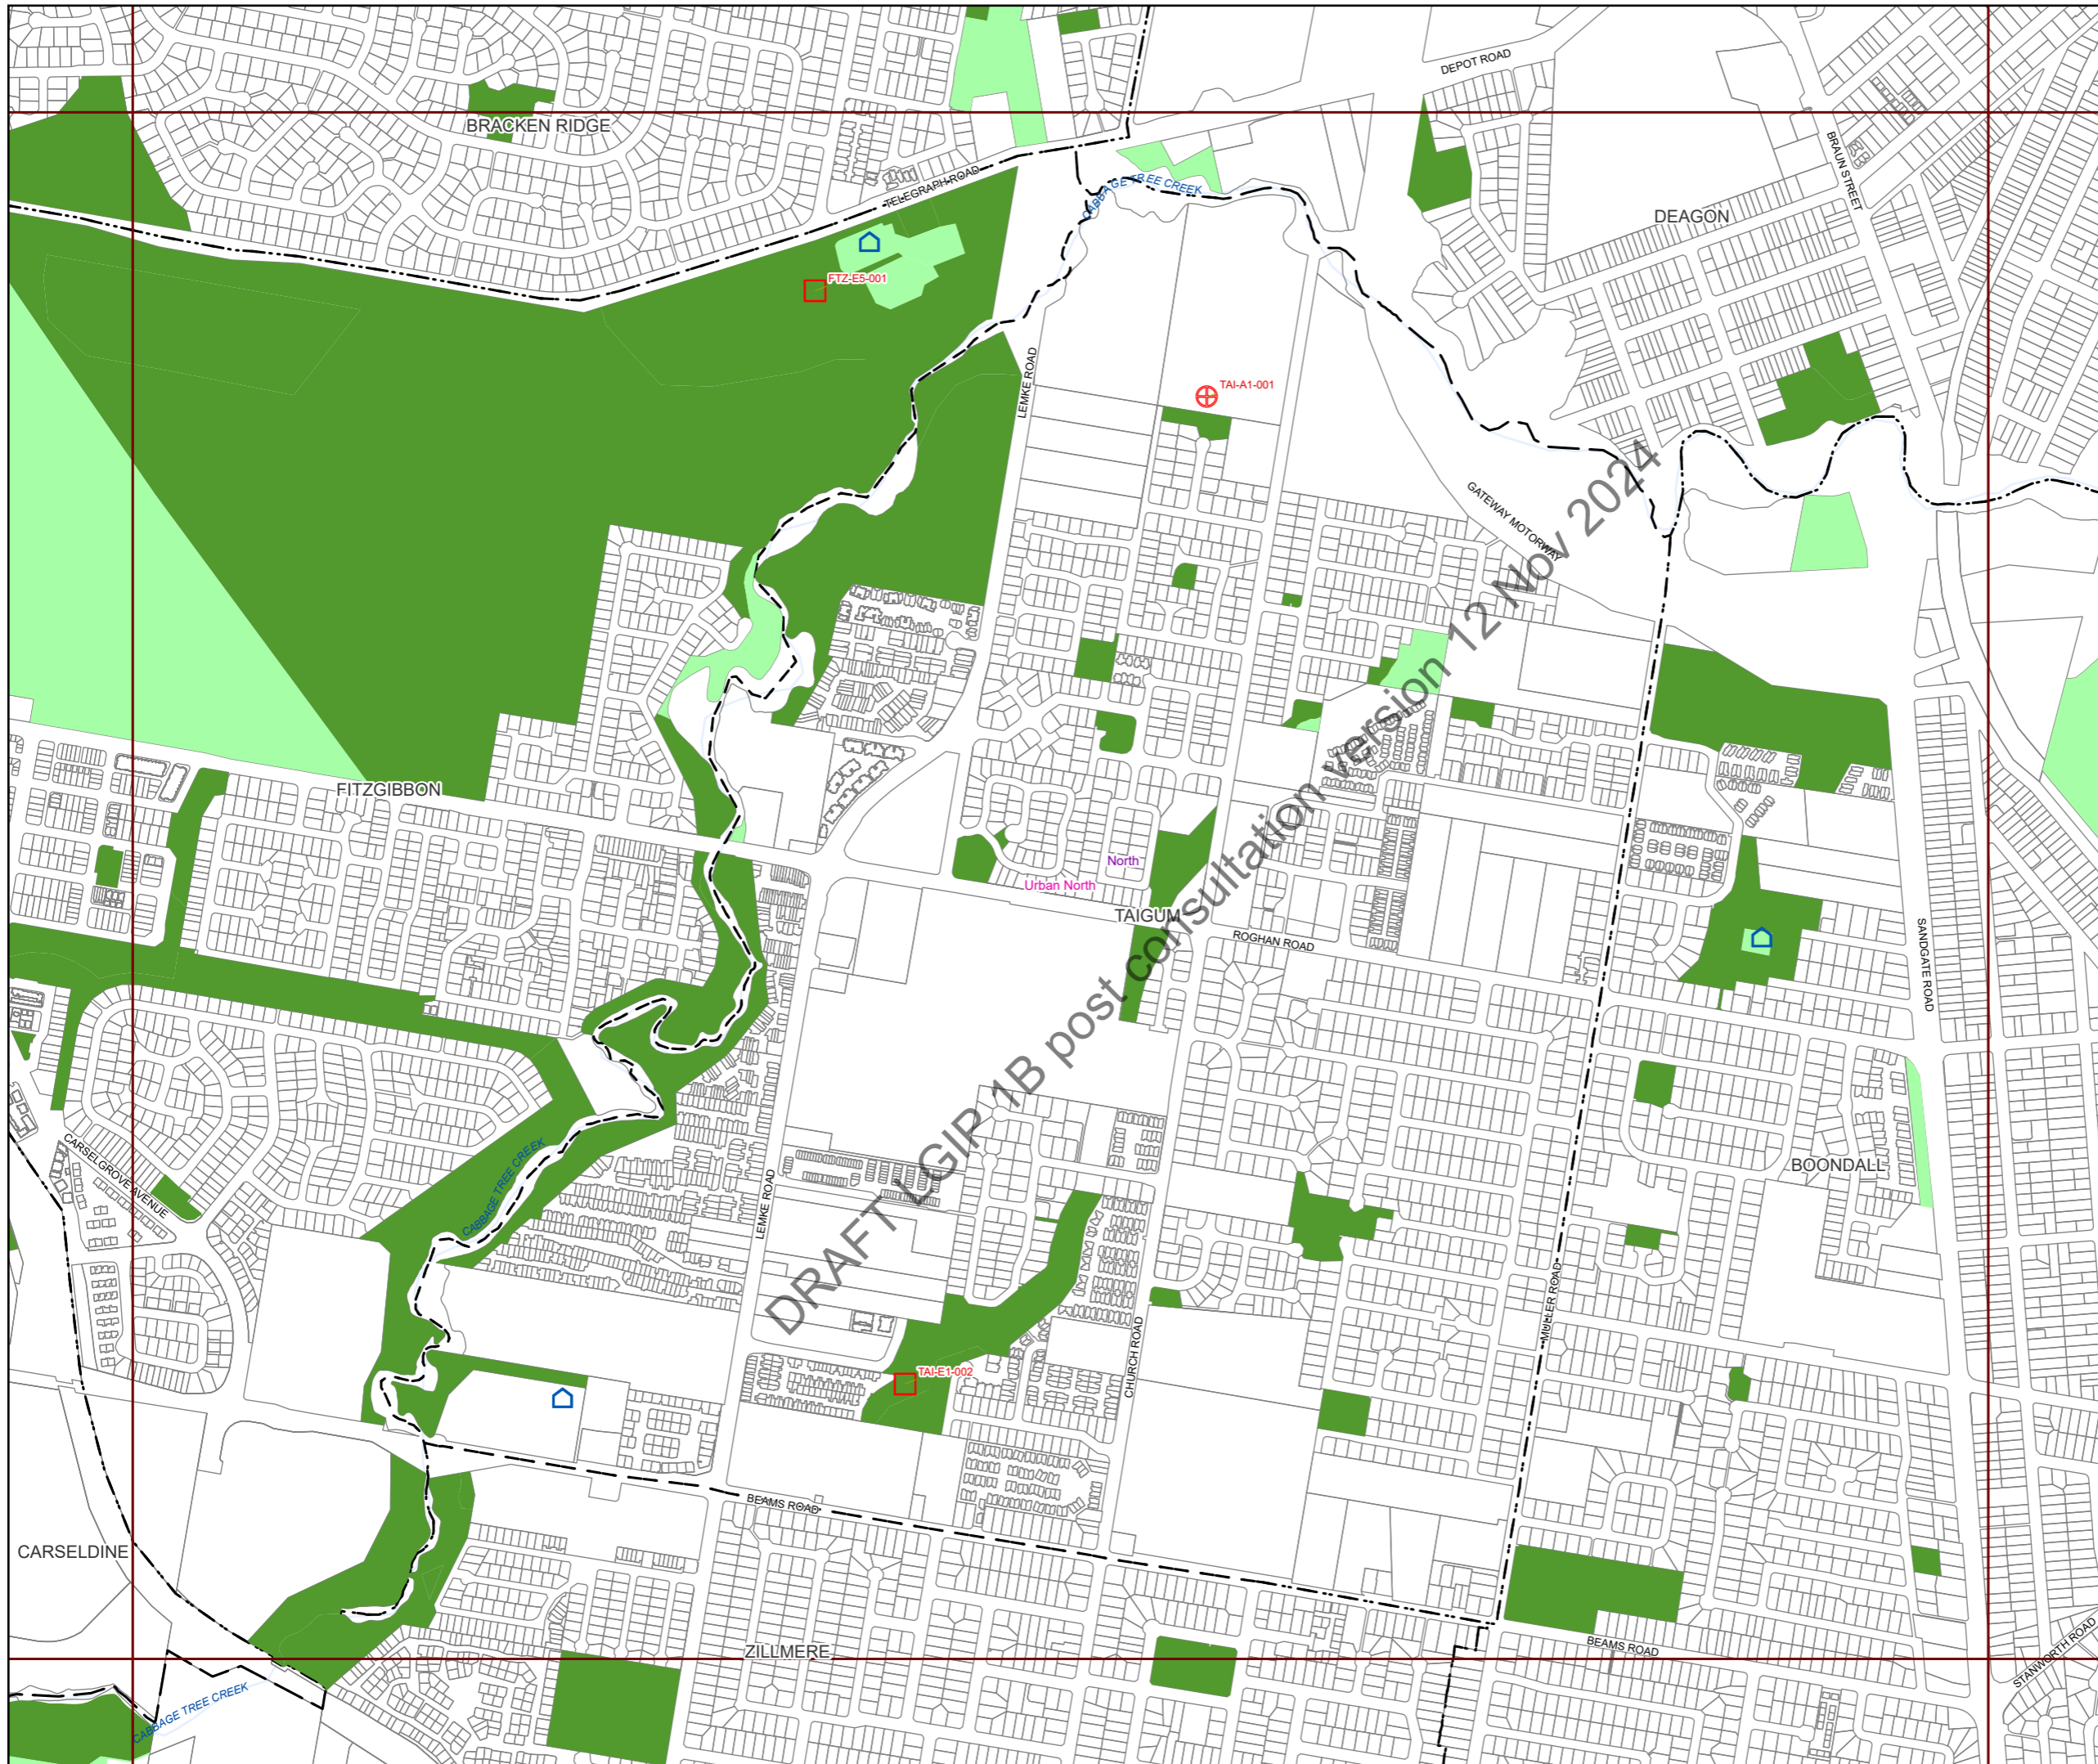 DEPOT ROAD
BRACKEN RIDGE
BRAUN STREET
TELEGRAPH ROAD
CABBAGE TREE CREEK
DEAGON
FTZ-E5-001
LEMKE ROAD
TAI-A1-001
GATEWAY MOTORWAY
FITZGIBBON
North
Urban North
TAIGUM
ROGHAN ROAD
SANDGATE ROAD
DRAFT LGIP 1B post consultation version 12 Nov 2024
CARSELGROVE AVENUE
CABBAGE TREE CREEK
LEMKE ROAD
BOONDALL
MULLER ROAD
CHURCH ROAD
TAI-E1-002
BEAMS ROAD
CARSELDINE
ZILLMERE
BEAMS ROAD
STANWORTH ROAD
CABBAGE TREE CREEK